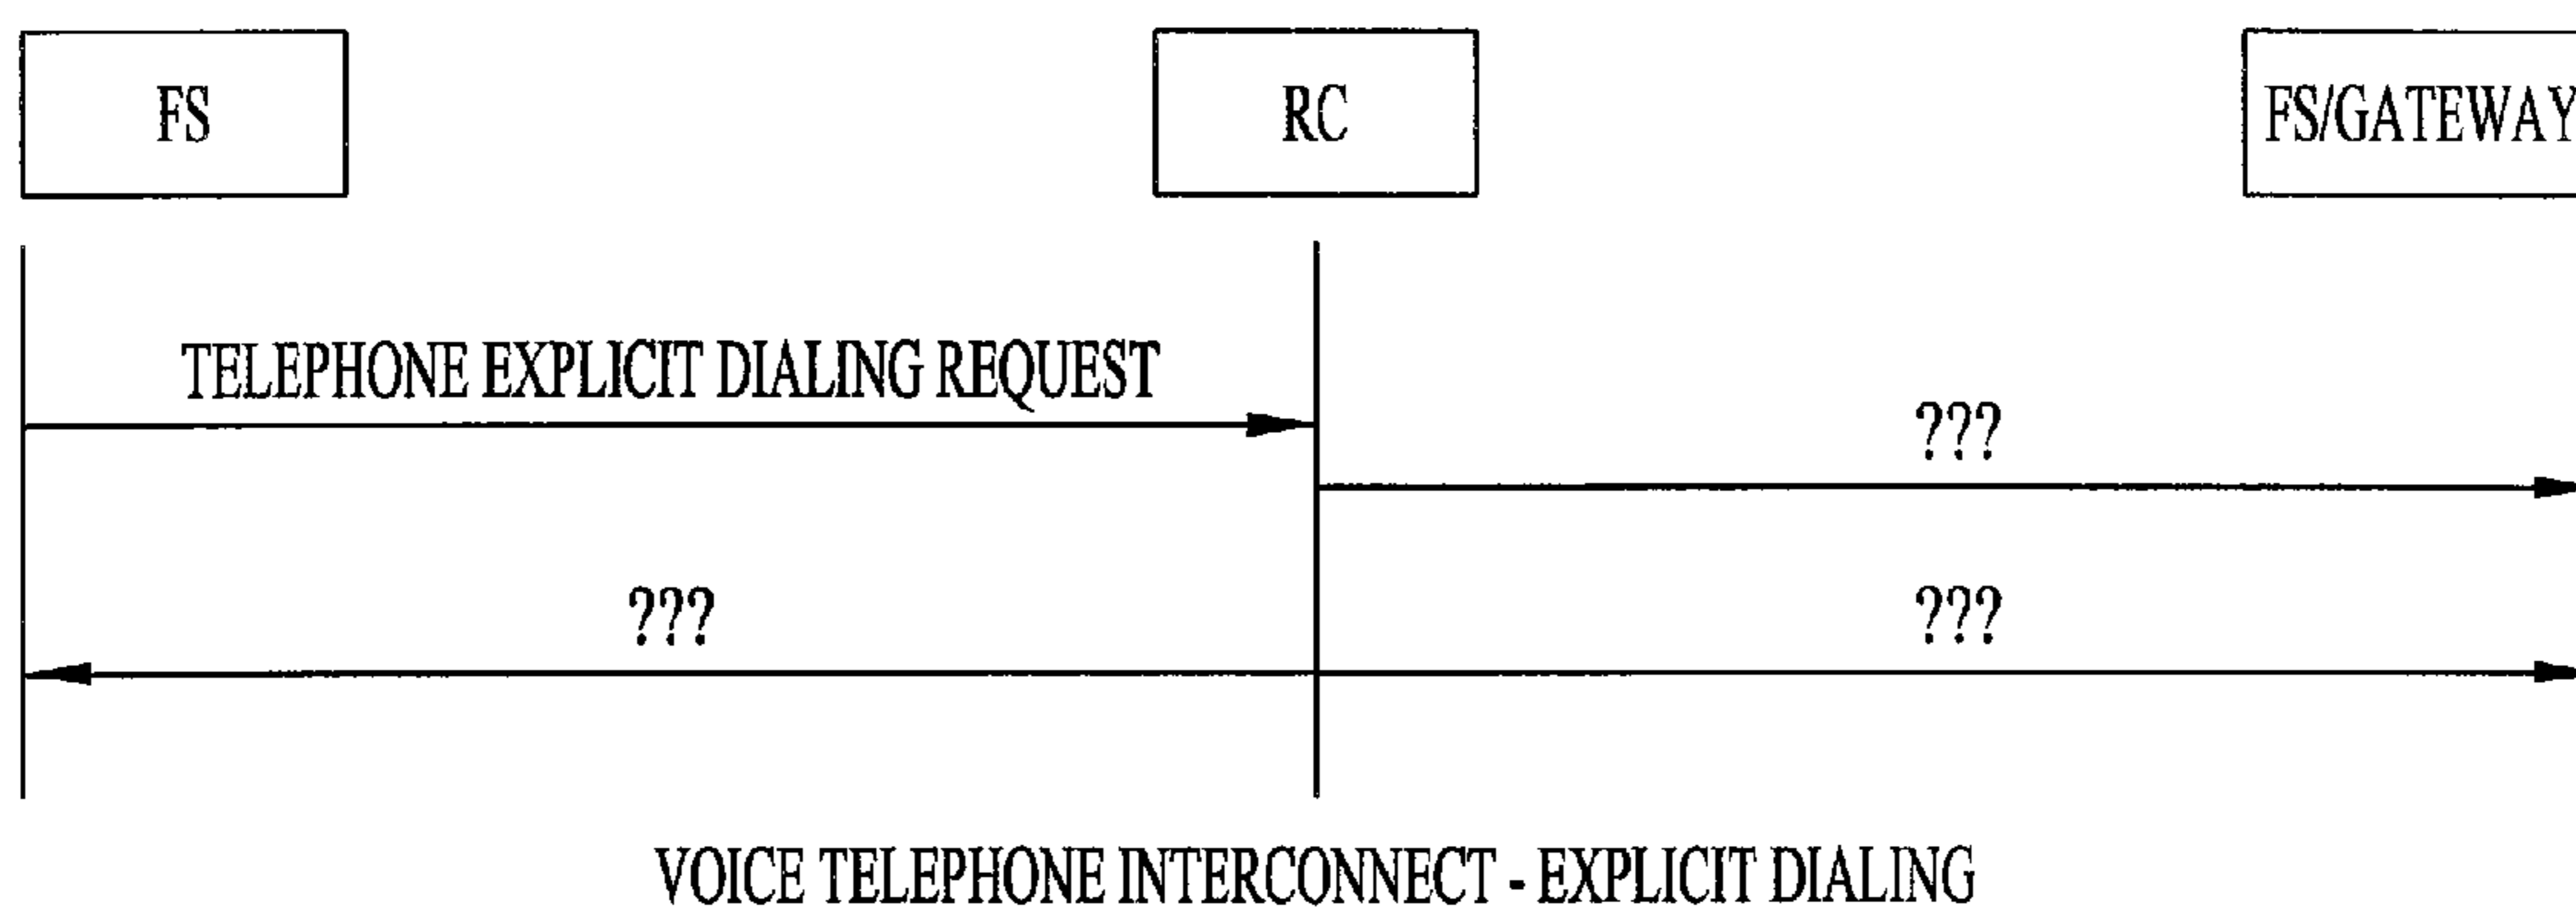 FS
RC
FS/GATEWAY
TELEPHONE EXPLICIT DIALING REQUEST
???
???
???
VOICE TELEPHONE INTERCONNECT - EXPLICIT DIALING